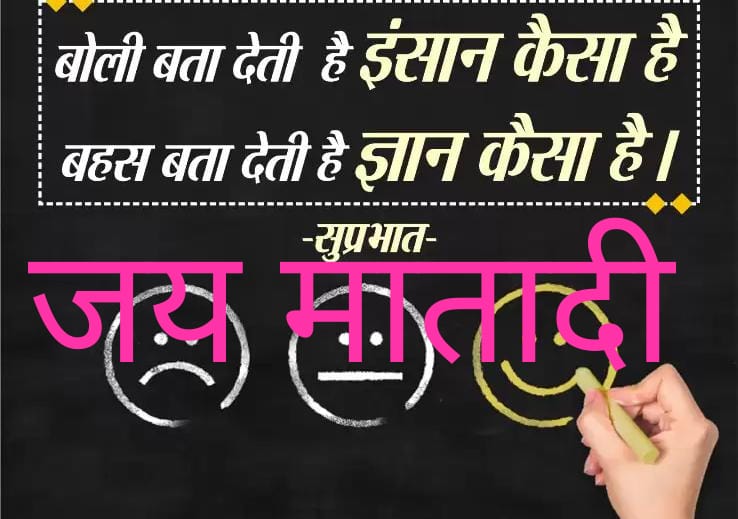 बोली बता देती है इंसान कैसा है
बहस बता देती है ज्ञान कैसा है।
-सुप्रभात-
जय मातादी